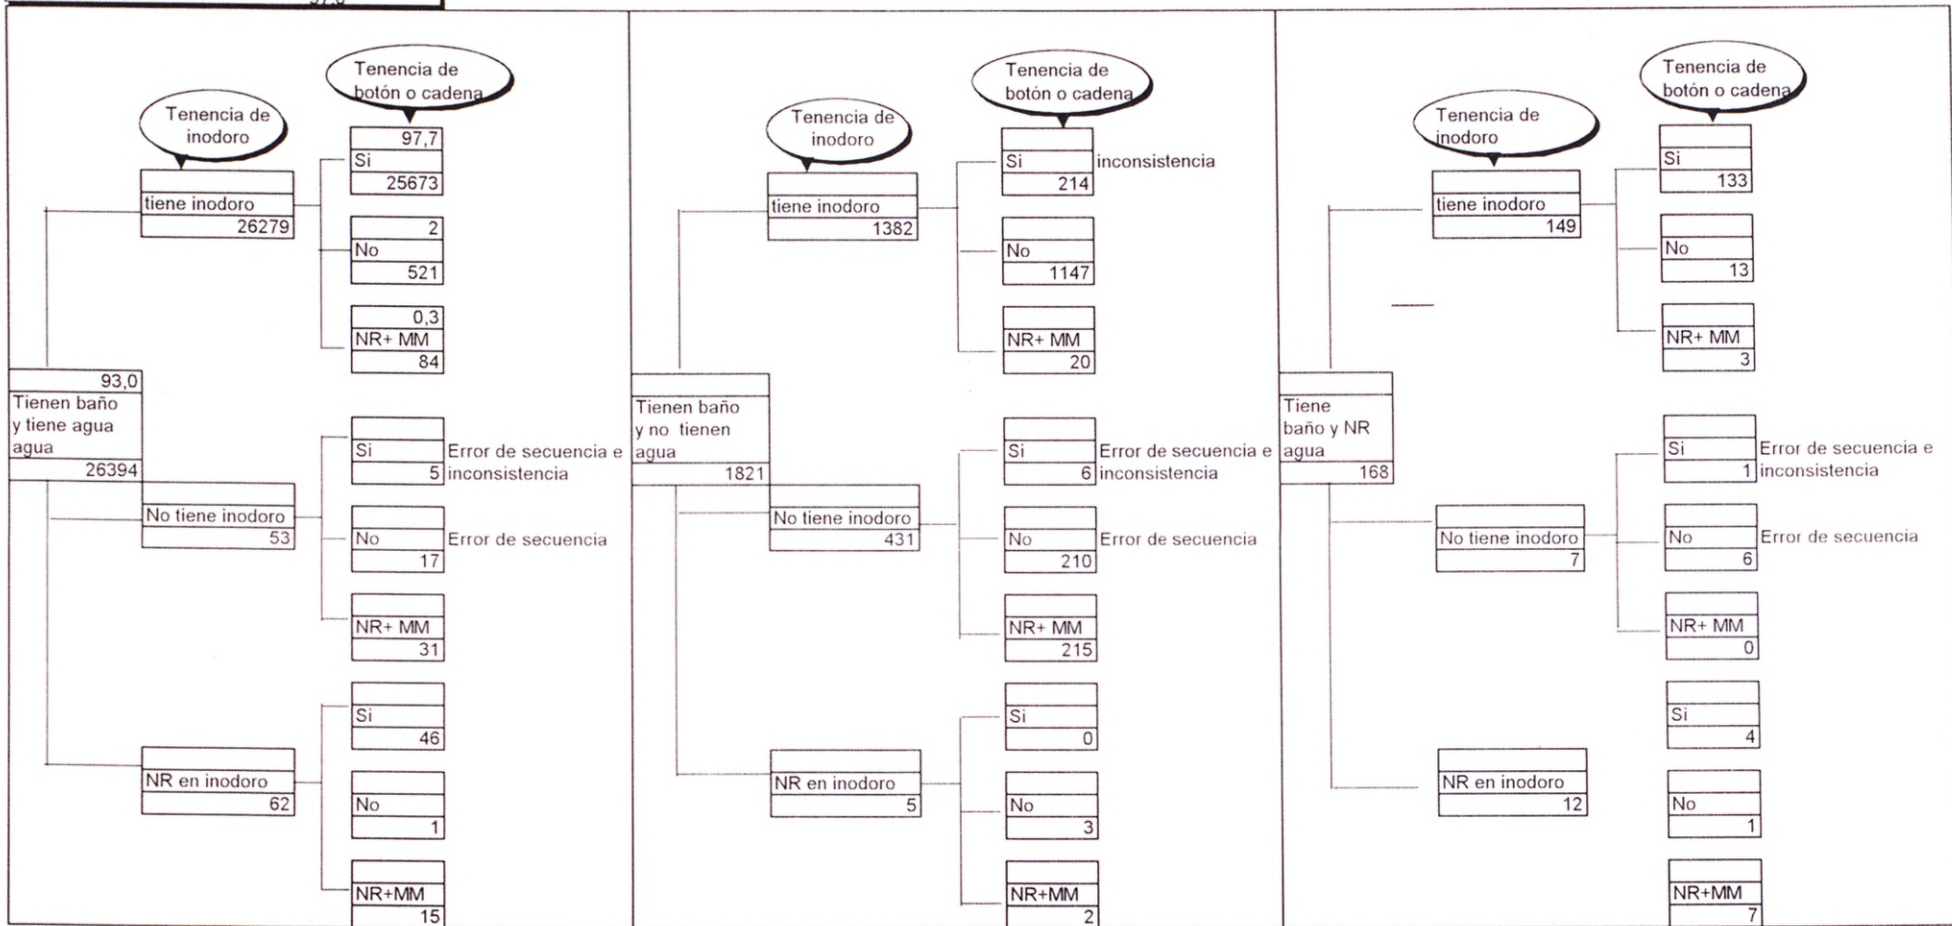 Tenencia de
botón o cadena
Tenencia de
inodoro
97,7
Si
25673
tiene inodoro
26279
2
No
521
0,3
NR+ MM
84
93,0
Tienen baño
y tiene agua
agua
26394
Si
5
Error de secuencia e
inconsistencia
No tiene inodoro
53
No
17
Error de secuencia
NR+ MM
31
Si
46
NR en inodoro
62
No
1
NR+MM
15
Tenencia de
botón o cadena
Tenencia de
inodoro
Si
214
inconsistencia
tiene inodoro
1382
No
1147
NR+ MM
20
Tienen baño
y no tienen
agua
1821
Si
6
Error de secuencia e
inconsistencia
No tiene inodoro
431
No
210
Error de secuencia
NR+ MM
215
Si
0
NR en inodoro
5
No
3
NR+MM
2
Tenencia de
botón o cadena
Tenencia de
inodoro
Si
133
tiene inodoro
149
No
13
NR+ MM
3
Tiene
baño y NR
agua
168
Si
1
Error de secuencia e
inconsistencia
No tiene inodoro
7
No
6
Error de secuencia
NR+ MM
0
Si
4
NR en inodoro
12
No
1
NR+MM
7